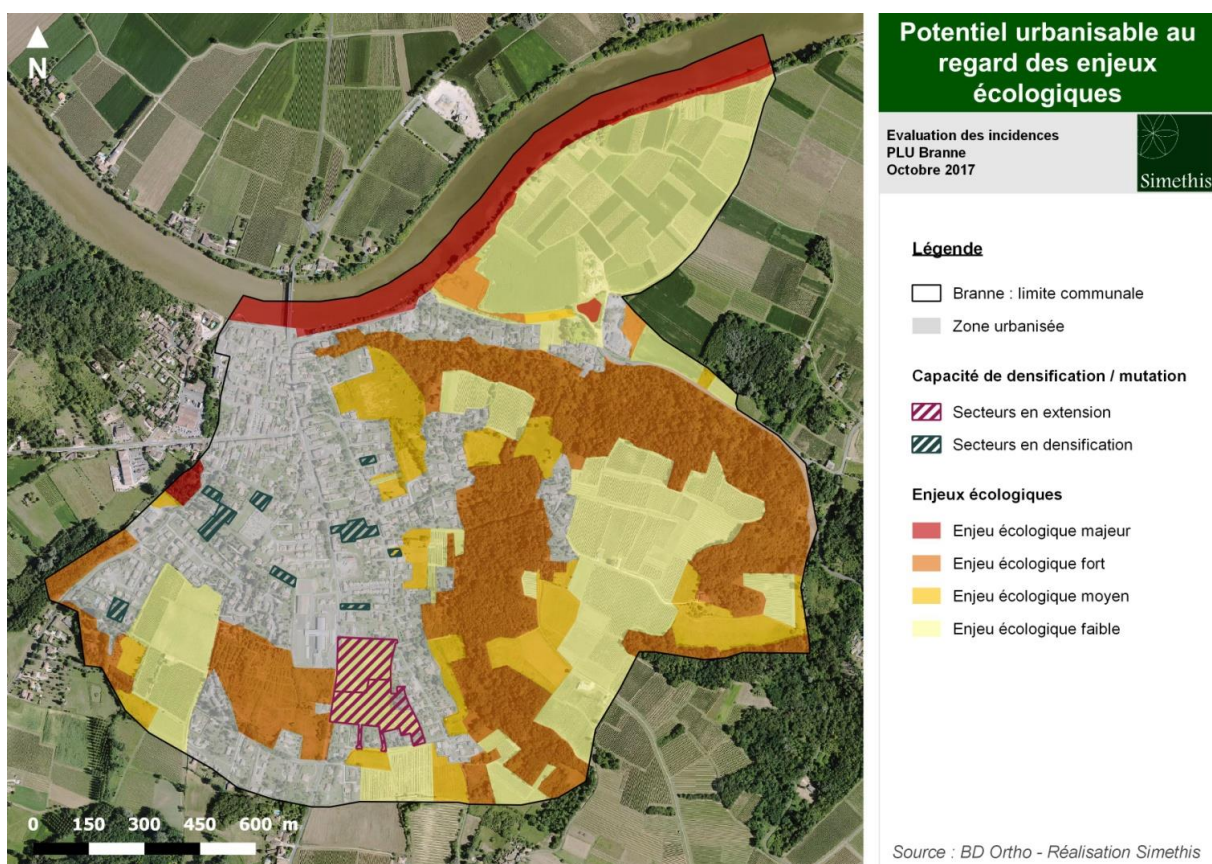 N
0 150 300 450 600 m
Potentiel urbanisable au
regard des enjeux
écologiques
Evaluation des incidences
PLU Branne
Octobre 2017
Simethis
Légende
Branne : limite communale
Zone urbanisée
Capacité de densification / mutation
Secteurs en extension
Secteurs en densification
Enjeux écologiques
Enjeu écologique majeur
Enjeu écologique fort
Enjeu écologique moyen
Enjeu écologique faible
Source : BD Ortho - Réalisation Simethis